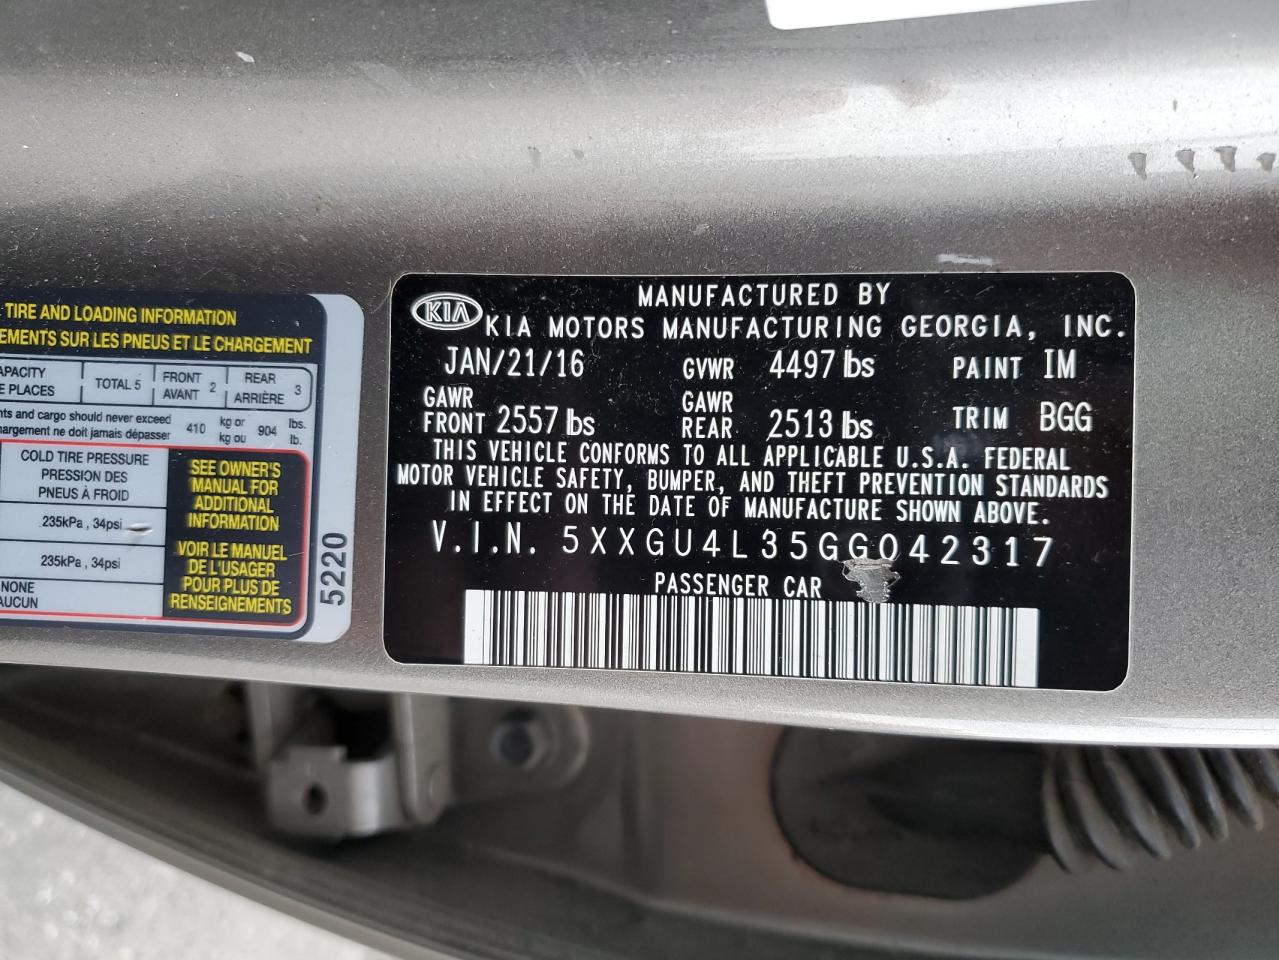 TIRE AND LOADING INFORMATION
EMENTS SUR LES PNEUS ET LE CHARGEMENT
APACITY
E PLACES
TOTAL 5
FRONT
AVANT 2
REAR
ARRIÈRE 3
nts and cargo should never exceed
hargement ne doit jamais dépasser
410 kg or
kg ou 904 lbs.
lb.
COLD TIRE PRESSURE
PRESSION DES
PNEUS À FROID
235kPa , 34psi
235kPa , 34psi
NONE
AUCUN
SEE OWNER'S
MANUAL FOR
ADDITIONAL
INFORMATION
VOIR LE MANUEL
DE L'USAGER
POUR PLUS DE
RENSEIGNEMENTS
5220
KIA
MANUFACTURED BY
KIA MOTORS MANUFACTURING GEORGIA, INC.
JAN/21/16 GVWR 4497 lbs PAINT IM
GAWR
FRONT 2557 lbs
GAWR
REAR 2513 lbs
TRIM BGG
THIS VEHICLE CONFORMS TO ALL APPLICABLE U.S.A. FEDERAL
MOTOR VEHICLE SAFETY, BUMPER, AND THEFT PREVENTION STANDARDS
IN EFFECT ON THE DATE OF MANUFACTURE SHOWN ABOVE.
V.I.N. 5XXGU4L35GG042317
PASSENGER CAR